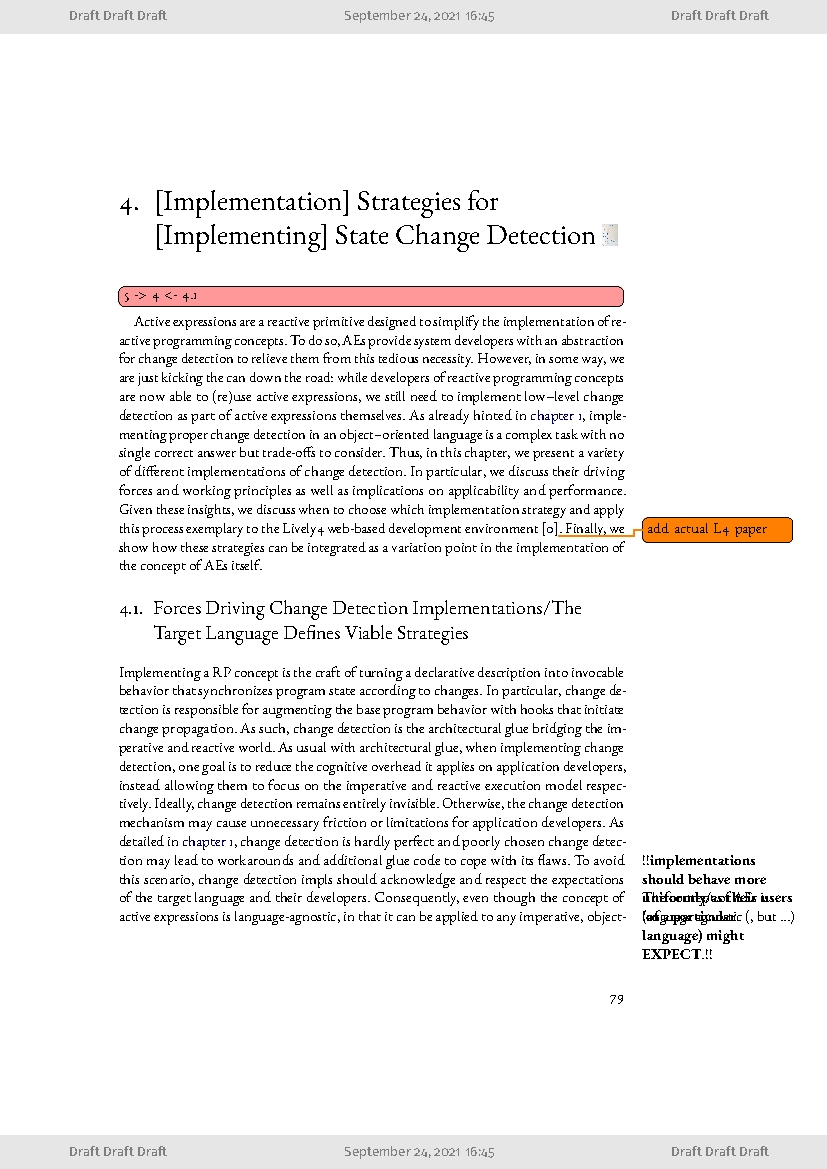 Draft Draft Draft September 24, 2021 16:45 Draft Draft Draft
4. [Implementation] Strategies for
[Implementing] State Change Detection
5 -> 4 <- 4.1
Active expressions are a reactive primitive designed to simplify the implementation of re-
active programming concepts. To do so, AEs provide system developers with an abstraction
for change detection to relieve them from this tedious necessity. However, in some way, we
are just kicking the can down the road: while developers of reactive programming concepts
are now able to (re)use active expressions, we still need to implement low–level change
detection as part of active expressions themselves. As already hinted in chapter 1, imple-
menting proper change detection in an object–oriented language is a complex task with no
single correct answer but trade-offs to consider. Thus, in this chapter, we present a variety
of different implementations of change detection. In particular, we discuss their driving
forces and working principles as well as implications on applicability and performance.
Given these insights, we discuss when to choose which implementation strategy and apply
this process exemplary to the Lively4 web-based development environment [0]. Finally, we
add actual L4 paper
show how these strategies can be integrated as a variation point in the implementation of
the concept of AEs itself.
4.1. Forces Driving Change Detection Implementations/The
Target Language Defines Viable Strategies
Implementing a RP concept is the craft of turning a declarative description into invocable
behavior that synchronizes program state according to changes. In particular, change de-
tection is responsible for augmenting the base program behavior with hooks that initiate
change propagation. As such, change detection is the architectural glue bridging the im-
perative and reactive world. As usual with architectural glue, when implementing change
detection, one goal is to reduce the cognitive overhead it applies on application developers,
instead allowing them to focus on the imperative and reactive execution model respec-
tively. Ideally, change detection remains entirely invisible. Otherwise, the change detection
mechanism may cause unnecessary friction or limitations for application developers. As
detailed in chapter 1, change detection is hardly perfect and poorly chosen change detec-
tion may lead to workarounds and additional glue code to cope with its flaws. To avoid
this scenario, change detection impls should acknowledge and respect the expectations
of the target language and their developers. Consequently, even though the concept of
active expressions is language-agnostic, in that it can be applied to any imperative, object-
!!implementations
should behave more
users
(, but ...)
language) might
EXPECT.!!
79
Draft Draft Draft September 24, 2021 16:45 Draft Draft Draft